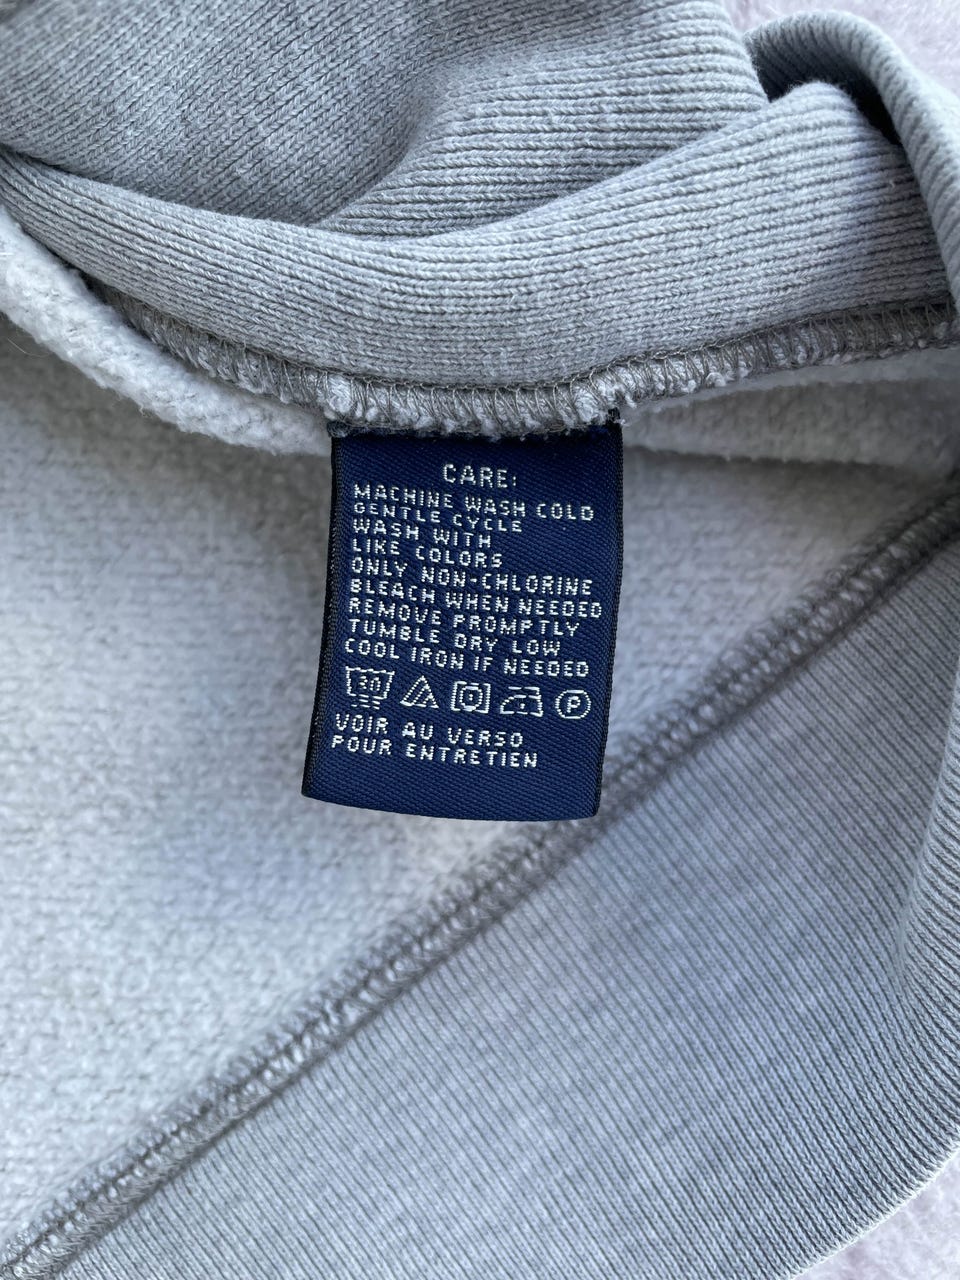 CARE:
MACHINE WASH COLD
GENTLE CYCLE
WASH WITH
LIKE COLORS
ONLY NON-CHLORINE
BLEACH WHEN NEEDED
REMOVE PROMPTLY
TUMBLE DRY LOW
COOL IRON IF NEEDED
30 P
VOIR AU VERSO
POUR ENTRETIEN